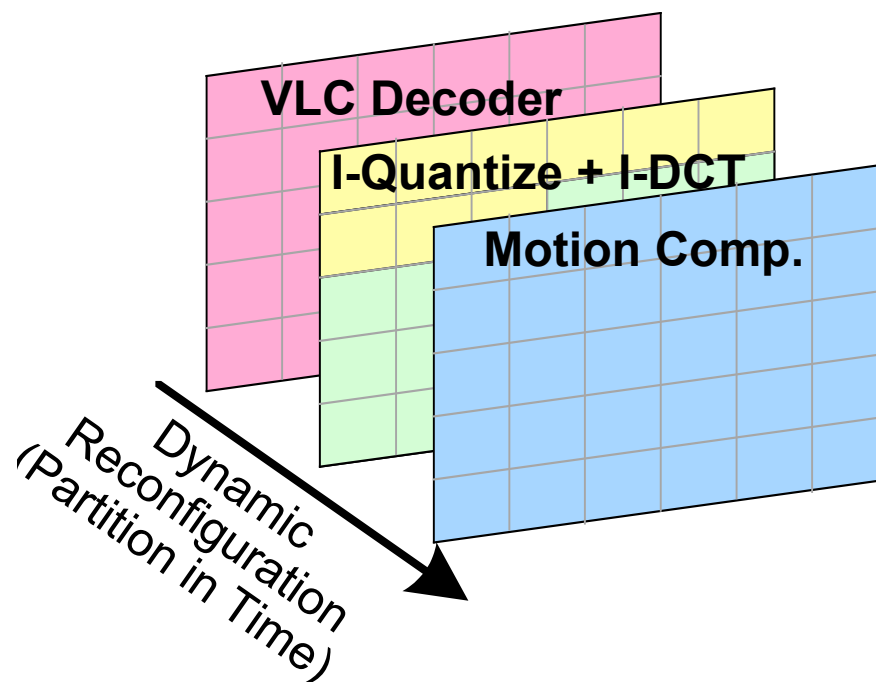 VLC Decoder
I-Quantize + I-DCT
Motion Comp.
Dynamic
Reconfiguration
(Partition in Time)